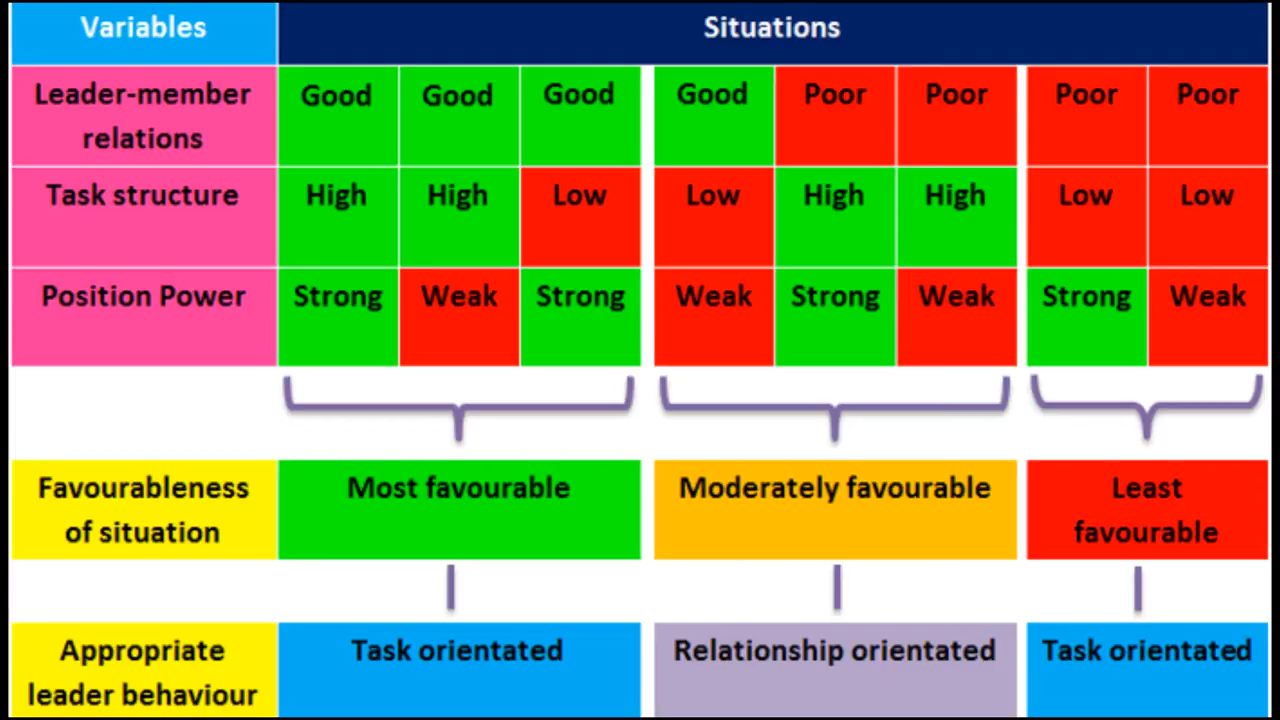 Variables Situations
Leader-member relations Good Good Good Good Poor Poor Poor Poor
Task structure High High Low Low High High Low Low
Position Power Strong Weak Strong Weak Strong Weak Strong Weak
Favourableness of situation Most favourable Moderately favourable Least favourable
Appropriate leader behaviour Task orientated Relationship orientated Task orientated